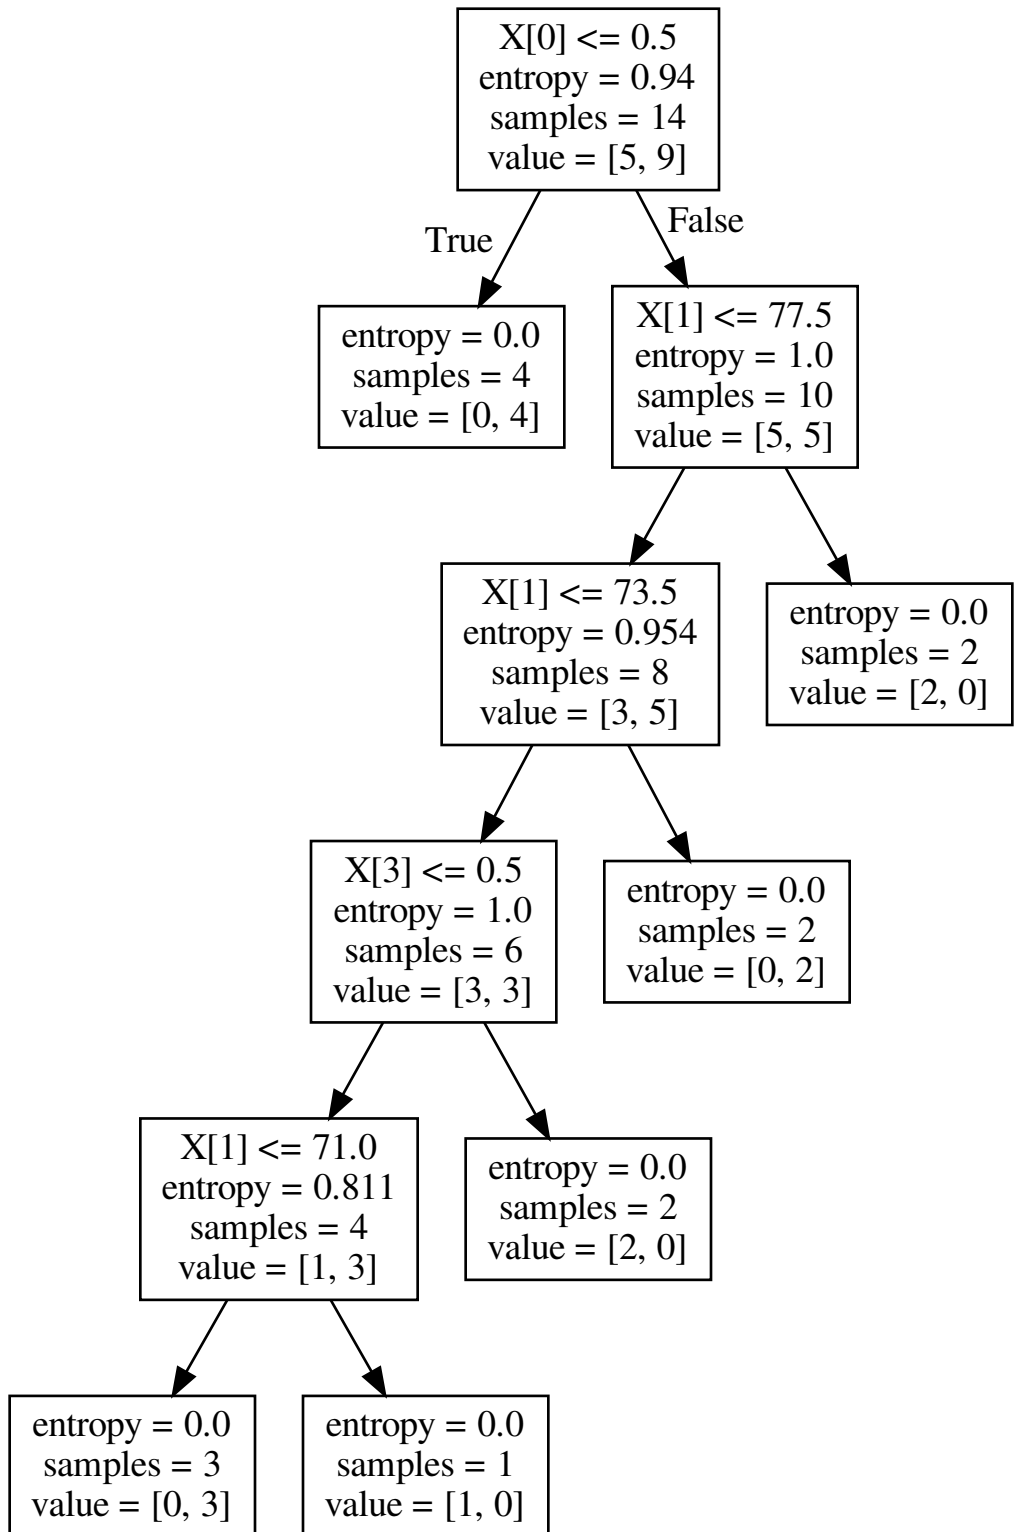 X[0] <= 0.5
entropy = 0.94
samples = 14
value = [5, 9]
True
False
entropy = 0.0
samples = 4
value = [0, 4]
X[1] <= 77.5
entropy = 1.0
samples = 10
value = [5, 5]
X[1] <= 73.5
entropy = 0.954
samples = 8
value = [3, 5]
entropy = 0.0
samples = 2
value = [2, 0]
X[3] <= 0.5
entropy = 1.0
samples = 6
value = [3, 3]
entropy = 0.0
samples = 2
value = [0, 2]
X[1] <= 71.0
entropy = 0.811
samples = 4
value = [1, 3]
entropy = 0.0
samples = 2
value = [2, 0]
entropy = 0.0
samples = 3
value = [0, 3]
entropy = 0.0
samples = 1
value = [1, 0]